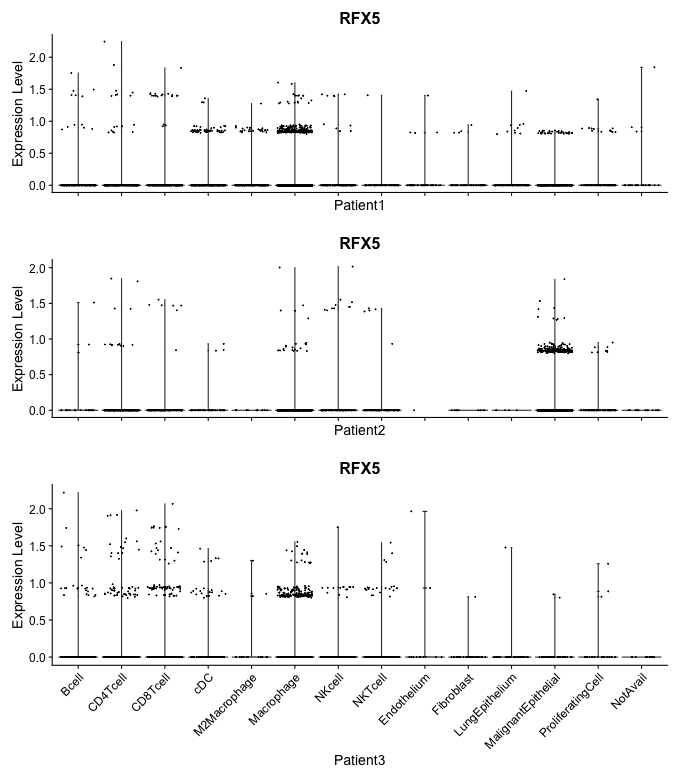 RFX5
Expression Level
2.0
1.5
1.0
0.5
0.0
Patient1
RFX5
Expression Level
2.0
1.5
1.0
0.5
0.0
Patient2
RFX5
Expression Level
2.0
1.5
1.0
0.5
0.0
Bcell
CD4Tcell
CD8Tcell
cDC
M2Macrophage
Macrophage
NKcell
NKTcell
Endothelium
Fibroblast
LungEpithelium
MalignantEpithelial
ProliferatingCell
NotAvail
Patient3